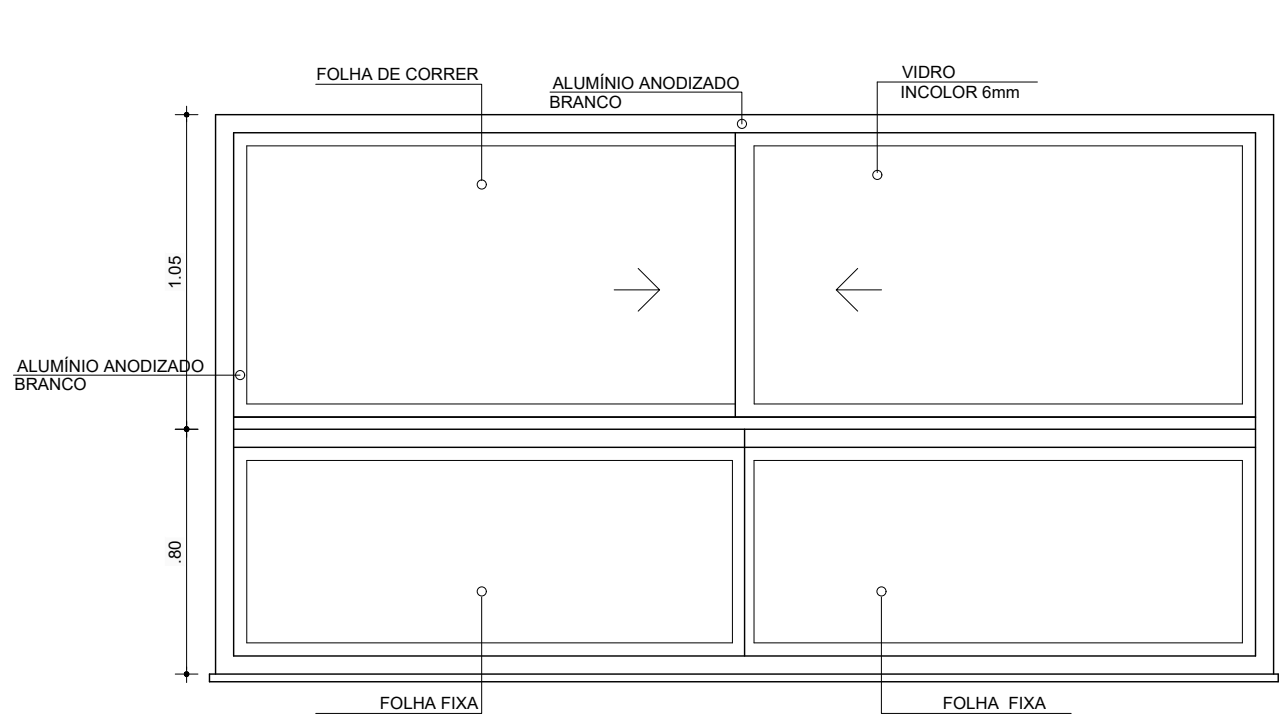 FOLHA DE CORRER
ALUMÍNIO ANODIZADO
BRANCO
VIDRO
INCOLOR 6mm
1.05
ALUMÍNIO ANODIZADO
BRANCO
.80
FOLHA FIXA
FOLHA FIXA